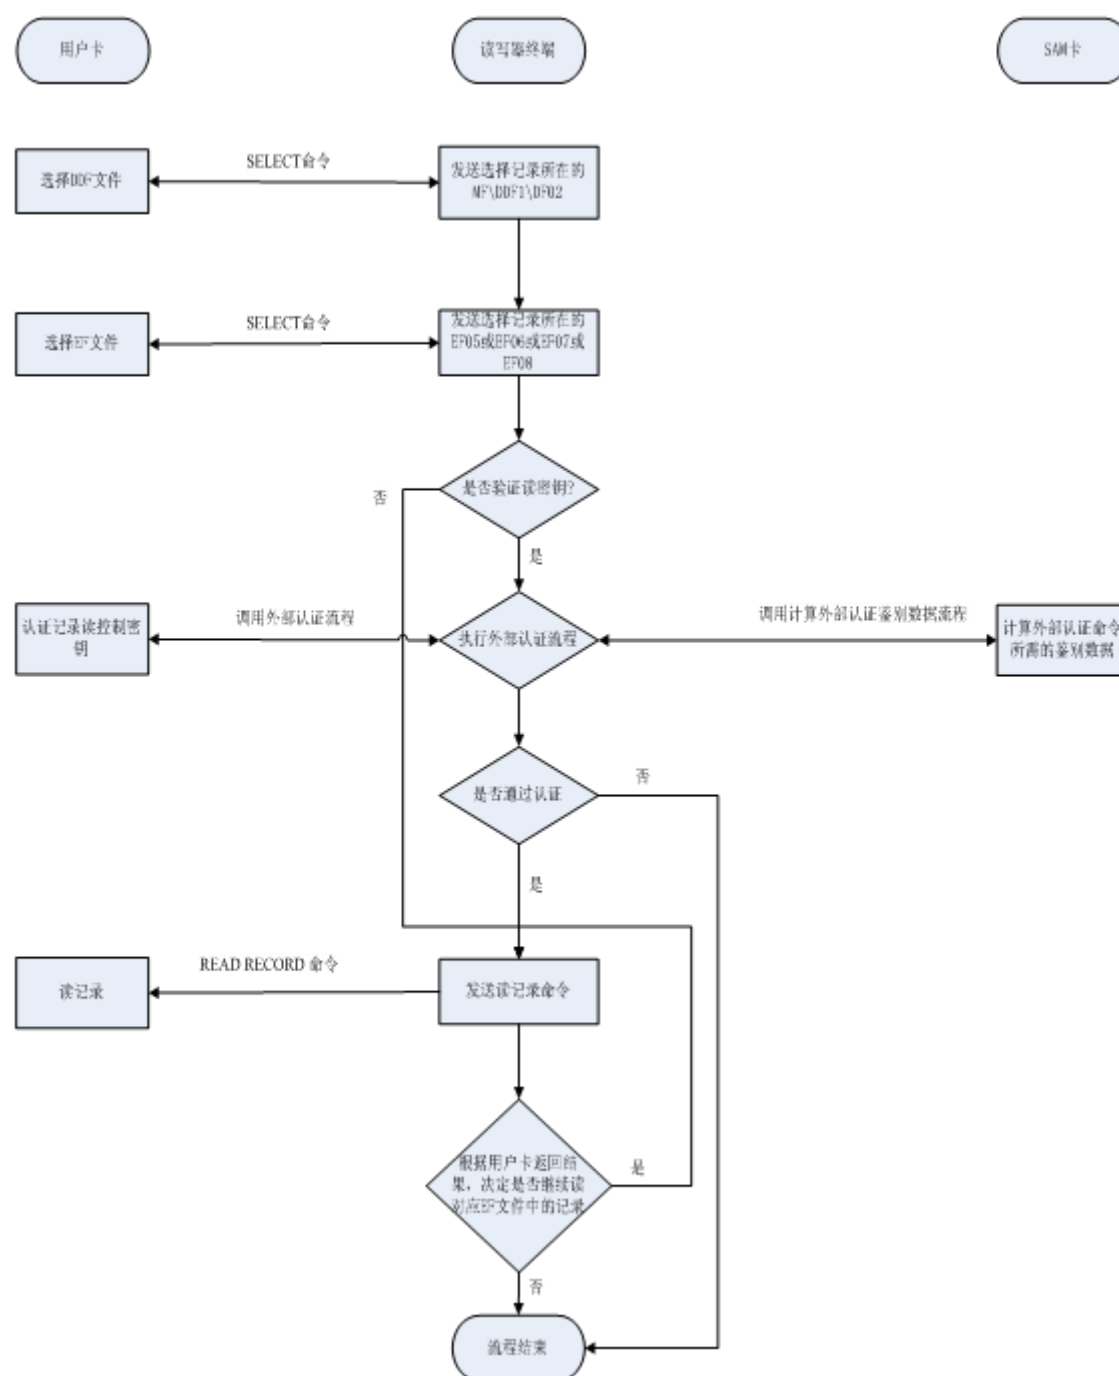 用户卡
读写器终端
SAM卡
SELECT命令
选择DDF文件
发送选择记录所在的
MF\DDF1\DF02
SELECT命令
选择EF文件
发送选择记录所在的
EF05或EF06或EF07或
EF08
是否验证读密钥?
否
是
认证记录读控制密
钥
调用外部认证流程
执行外部认证流程
调用计算外部认证鉴别数据流程
计算外部认证命令
所需的鉴别数据
是否通过认证
否
是
READ RECORD 命令
读记录
发送读记录命令
根据用户卡返回结
果,决定是否继续读
对应EF文件中的记录
是
否
流程结束